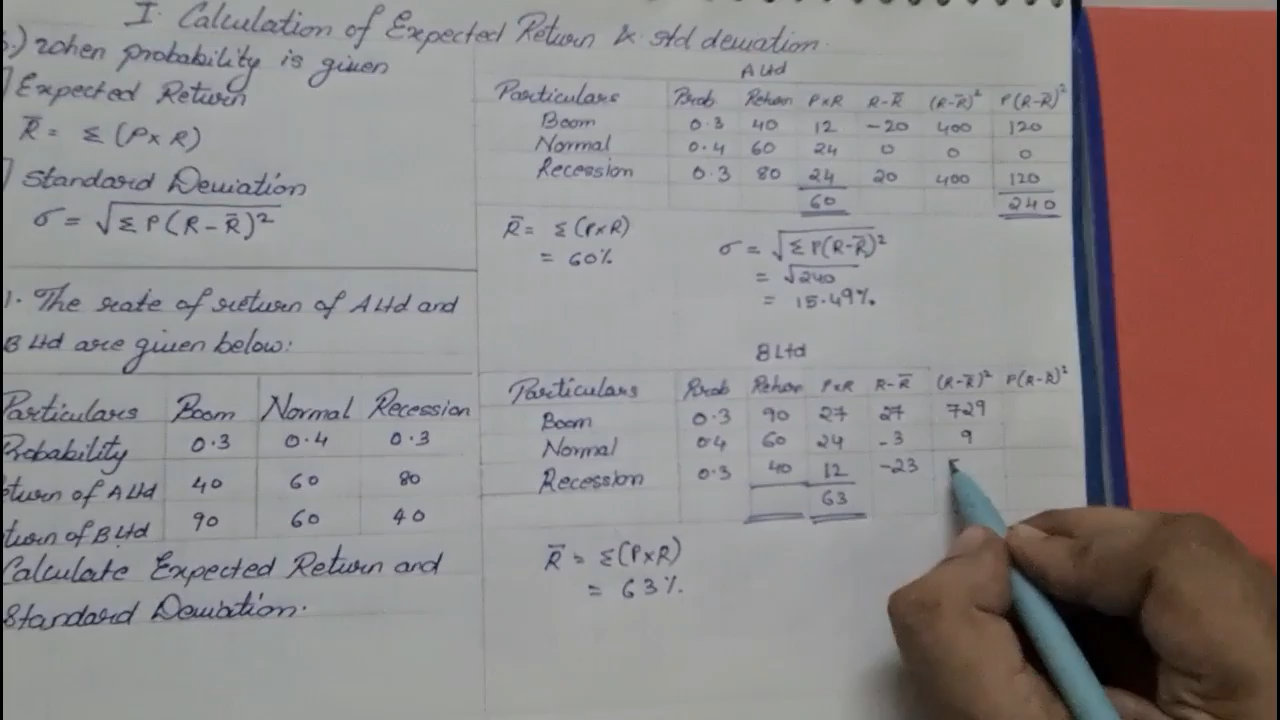 I. Calculation of Expected Return & std deviation.
b.) When probability is given
Expected Return
R̄ = Σ (P×R)
Standard Deviation
σ = √Σ P(R-R̄)²
1. The rate of return of A Ltd and
B Ltd are given below:
Particulars Boom Normal Recession
Probability 0.3 0.4 0.3
turn of A Ltd 40 60 80
turn of B Ltd 90 60 40
Calculate Expected Return and
Standard Deviation.
A Ltd
Particulars Prob Return P×R R-R̄ (R-R̄)² P(R-R̄)²
Boom 0.3 40 12 -20 400 120
Normal 0.4 60 24 0 0 0
Recession 0.3 80 24 20 400 120
60 240
R̄ = Σ(P×R)
= 60%
σ = √Σ P(R-R̄)²
= √240
= 15.49%
B Ltd
Particulars Prob Return P×R R-R̄ (R-R̄)² P(R-R̄)²
Boom 0.3 90 27 27 729
Normal 0.4 60 24 -3 9
Recession 0.3 40 12 -23
63
R̄ = Σ(P×R)
= 63%